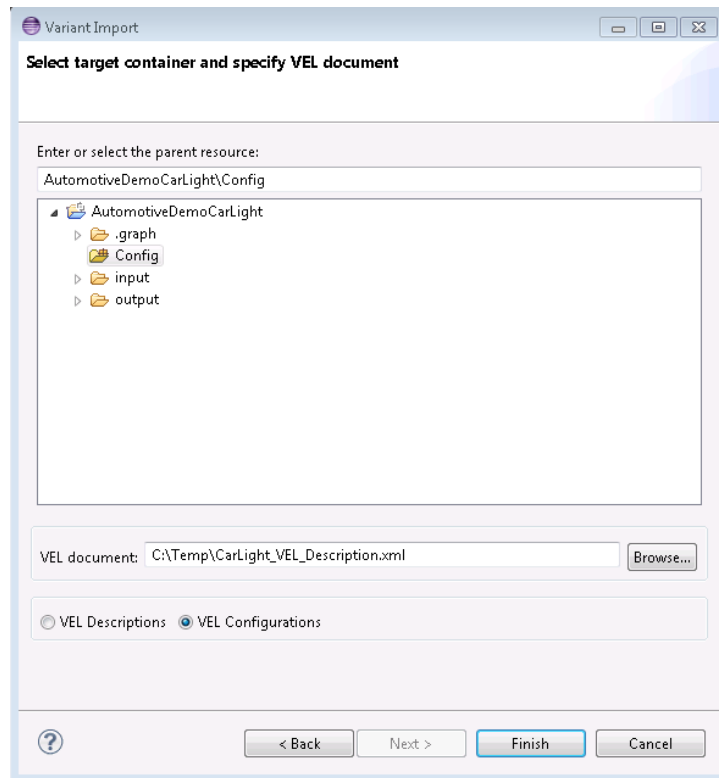 Variant Import
Select target container and specify VEL document
Enter or select the parent resource:
AutomotiveDemoCarLight\Config
AutomotiveDemoCarLight
.graph
Config
input
output
VEL document: C:\Temp\CarLight_VEL_Description.xml Browse...
VEL Descriptions VEL Configurations
? < Back Next > Finish Cancel